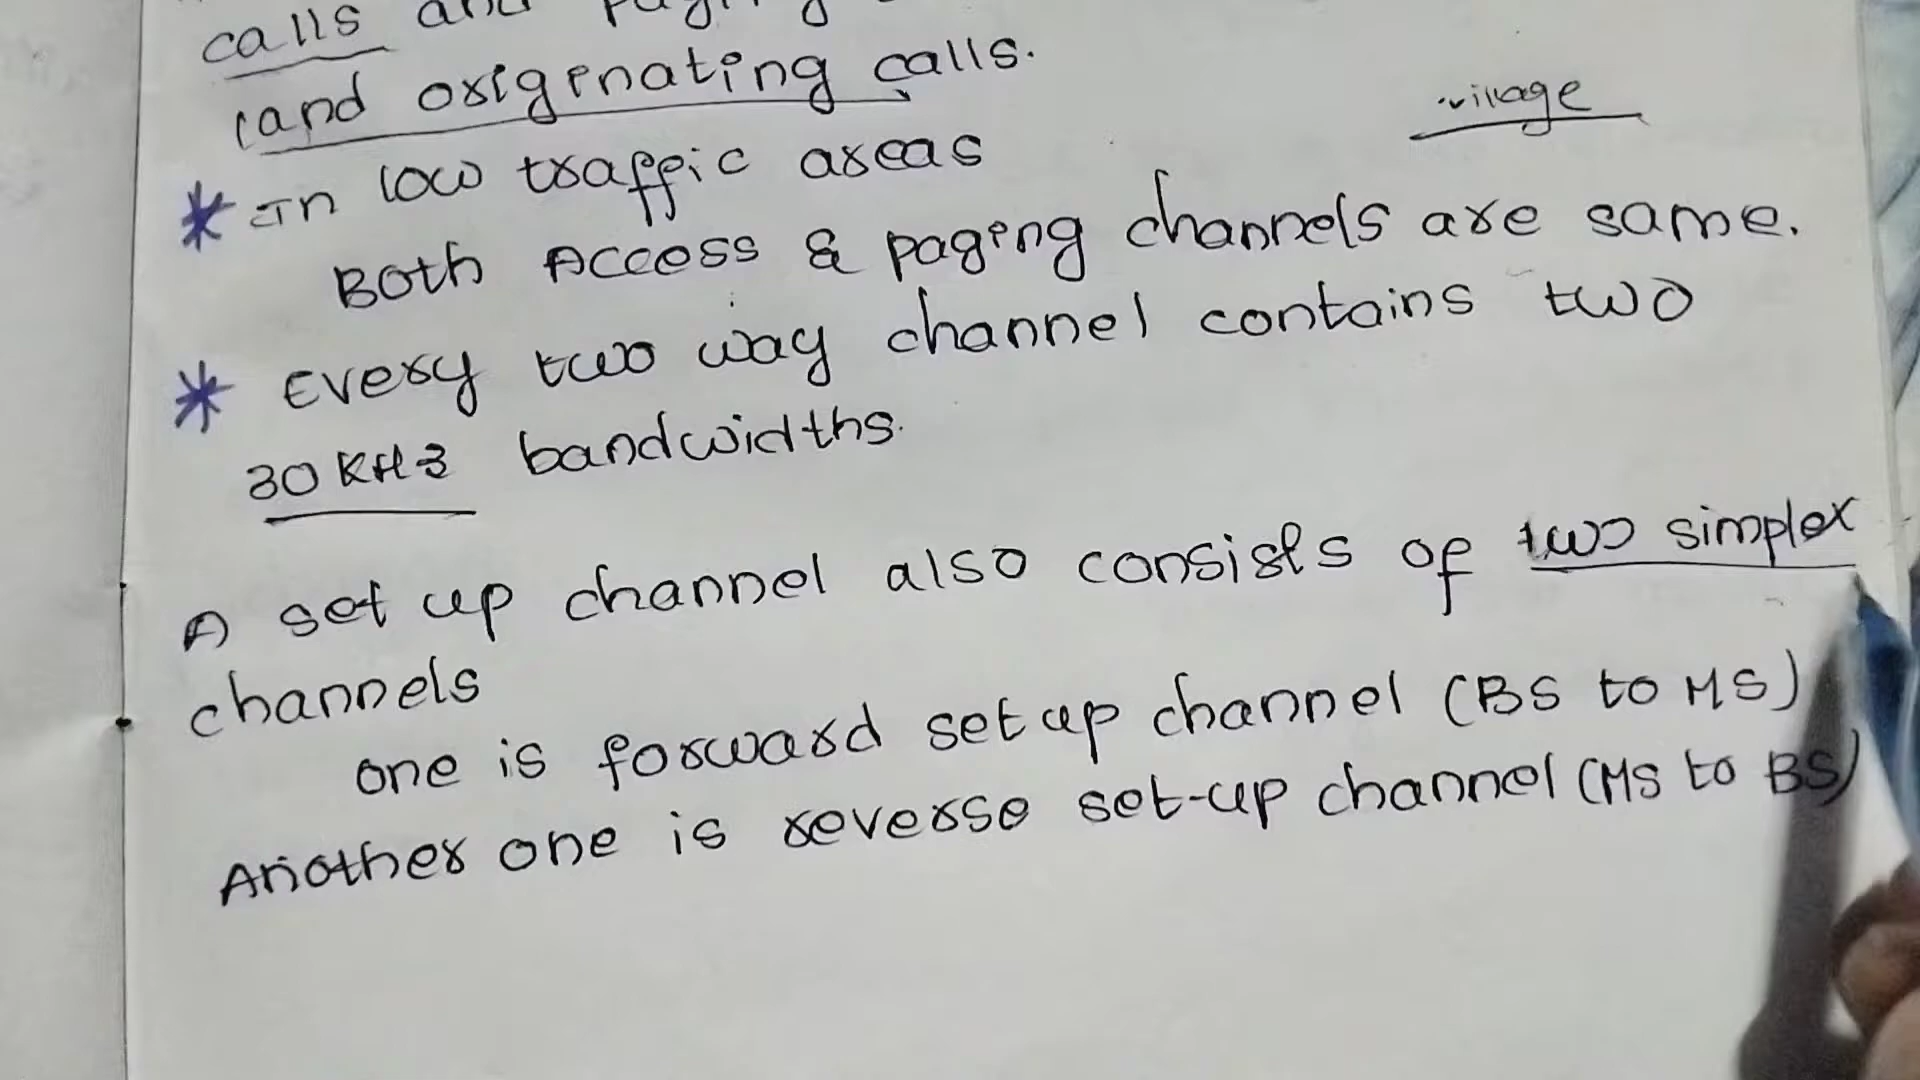 calls and paging
land originating calls.
village
* In low traffic areas
Both Access & paging channels are same.
* Every two way channel contains two
30 KHz bandwidths.
A set up channel also consists of two simplex
channels
one is forward set up channel (BS to MS)
Another one is reverse set-up channel (MS to BS)